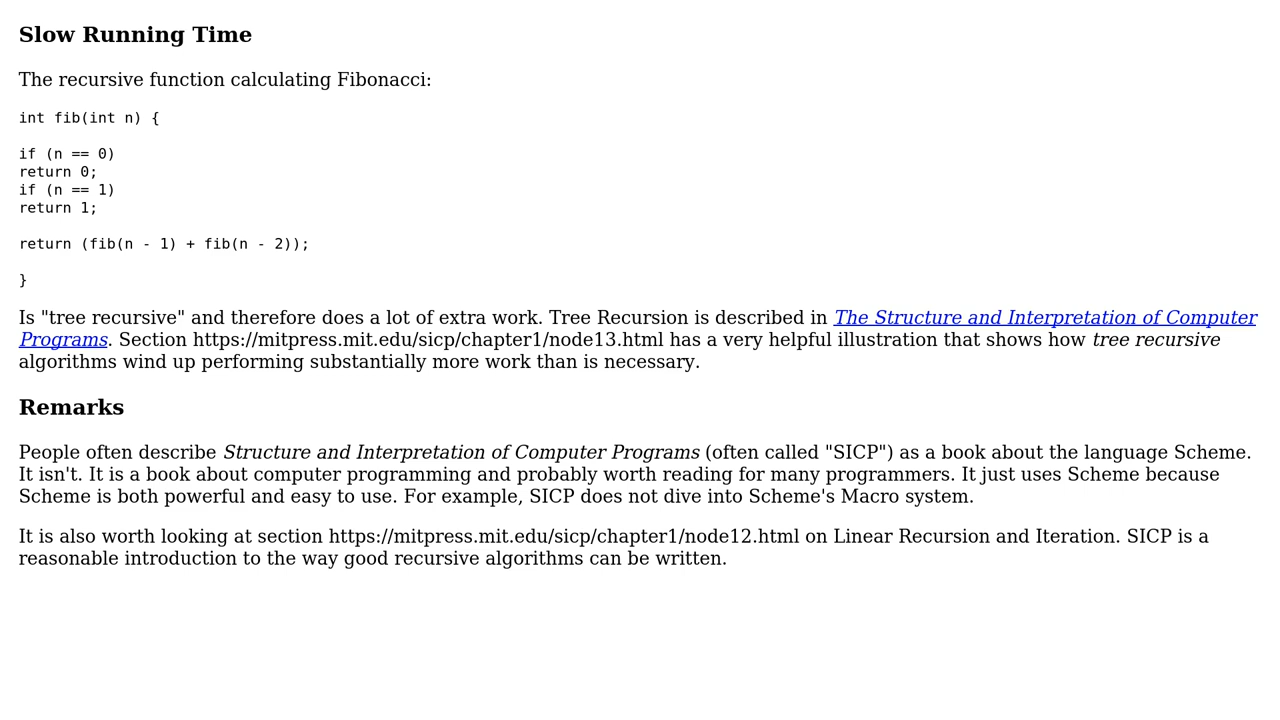 Slow Running Time
The recursive function calculating Fibonacci:
int fib(int n) {
if (n == 0)
return 0;
if (n == 1)
return 1;
return (fib(n - 1) + fib(n - 2));
}
Is "tree recursive" and therefore does a lot of extra work. Tree Recursion is described in The Structure and Interpretation of Computer
Programs. Section https://mitpress.mit.edu/sicp/chapter1/node13.html has a very helpful illustration that shows how tree recursive
algorithms wind up performing substantially more work than is necessary.
Remarks
People often describe Structure and Interpretation of Computer Programs (often called "SICP") as a book about the language Scheme.
It isn't. It is a book about computer programming and probably worth reading for many programmers. It just uses Scheme because
Scheme is both powerful and easy to use. For example, SICP does not dive into Scheme's Macro system.
It is also worth looking at section https://mitpress.mit.edu/sicp/chapter1/node12.html on Linear Recursion and Iteration. SICP is a
reasonable introduction to the way good recursive algorithms can be written.